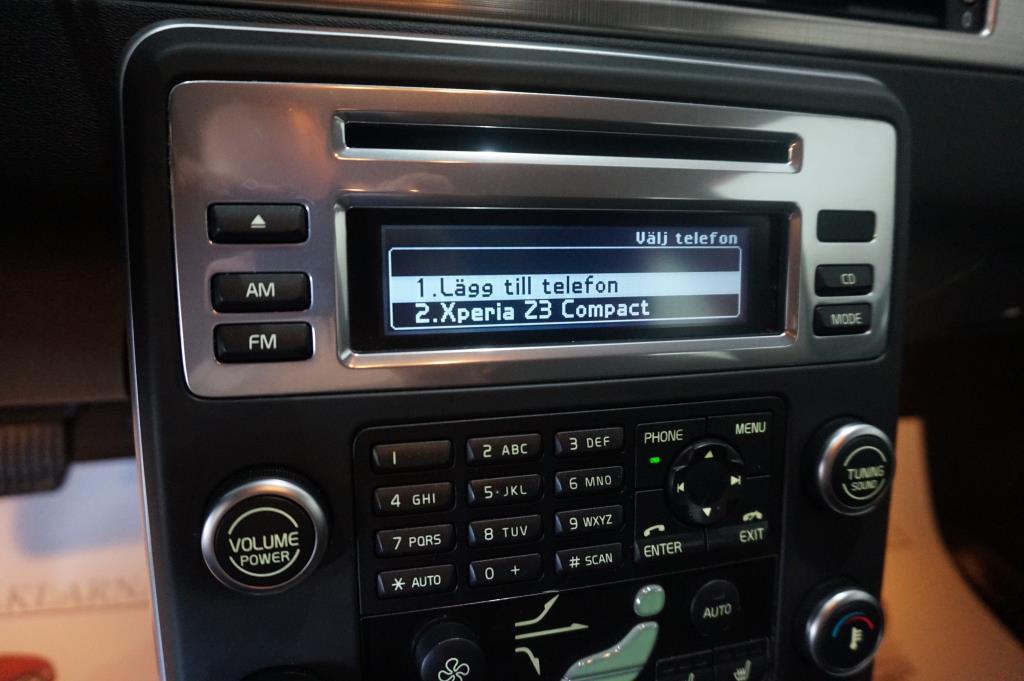 Välj telefon
1.Lägg till telefon
2.Xperia Z3 Compact
AM
FM
CD
MODE
1
2 ABC
3 DEF
4 GHI
5·JKL
6 MNO
7 PQRS
8 TUV
9 WXYZ
* AUTO
0 +
# SCAN
PHONE
MENU
ENTER
EXIT
VOLUME
POWER
TUNING
SOUND
AUTO